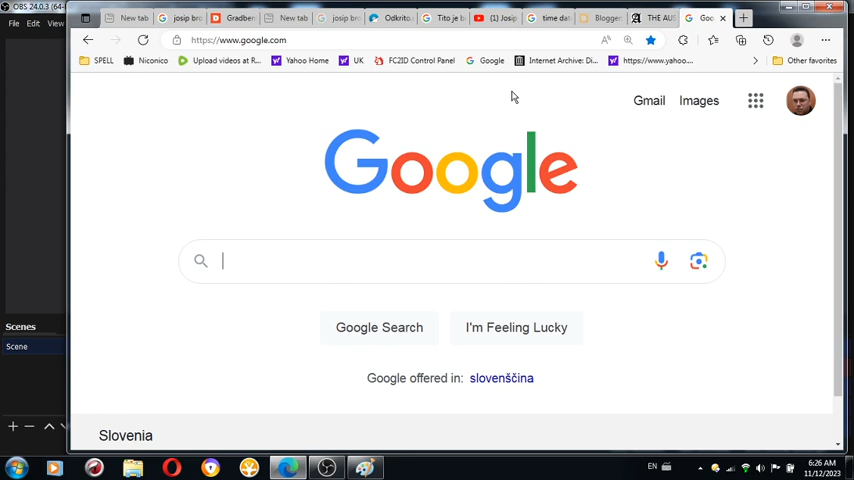 OBS 24.0.3 (64-
File Edit View
New tab
josip bro
Gradber
New tab
josip bro
Odkrito.
Tito je b
(1) Josip
time dat
Blogger
THE AUS
Goo
https://www.google.com
SPELL
Niconico
Upload videos at R...
Yahoo Home
UK
FC2ID Control Panel
Google
Internet Archive: Di...
https://www.yahoo....
Other favorites
Gmail Images
Google
Google Search
I'm Feeling Lucky
Google offered in: slovenščina
Slovenia
Scenes
Scene
EN
6:26 AM
11/12/2023